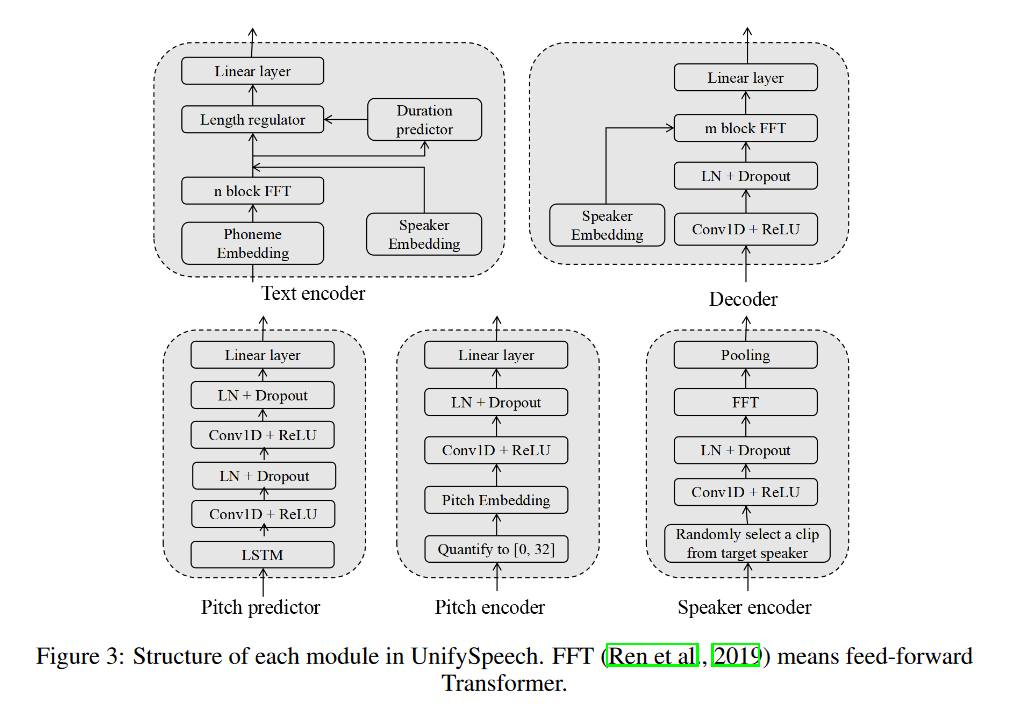 Linear layer
Length regulator
Duration
predictor
n block FFT
Phoneme
Embedding
Speaker
Embedding
Text encoder
Linear layer
m block FFT
LN + Dropout
Speaker
Embedding
Conv1D + ReLU
Decoder
Linear layer
LN + Dropout
Conv1D + ReLU
LN + Dropout
Conv1D + ReLU
LSTM
Pitch predictor
Linear layer
LN + Dropout
Conv1D + ReLU
Pitch Embedding
Quantify to [0, 32]
Pitch encoder
Pooling
FFT
LN + Dropout
Conv1D + ReLU
Randomly select a clip
from target speaker
Speaker encoder
Figure 3: Structure of each module in UnifySpeech. FFT (Ren et al., 2019) means feed-forward
Transformer.